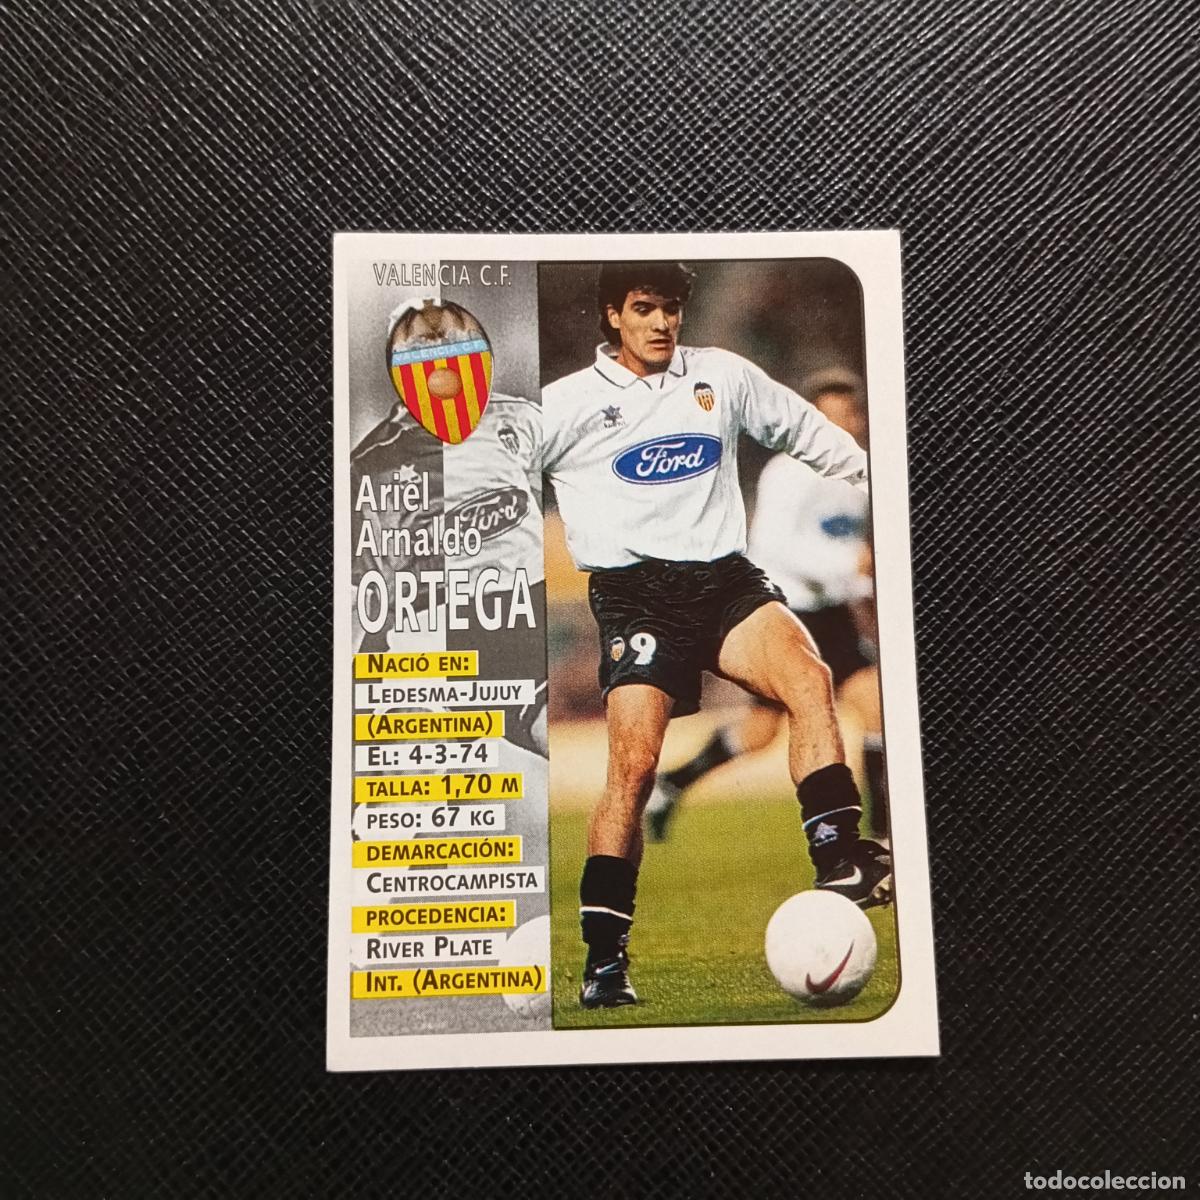 VALENCIA C.F.
VALENCIA C.F.
Ariel
Arnaldo
ORTEGA
NACIÓ EN:
LEDESMA-JUJUY
(ARGENTINA)
EL: 4-3-74
TALLA: 1,70 M
PESO: 67 KG
DEMARCACIÓN:
CENTROCAMPISTA
PROCEDENCIA:
RIVER PLATE
INT. (ARGENTINA)
Ford
Ford
9
todocoleccion